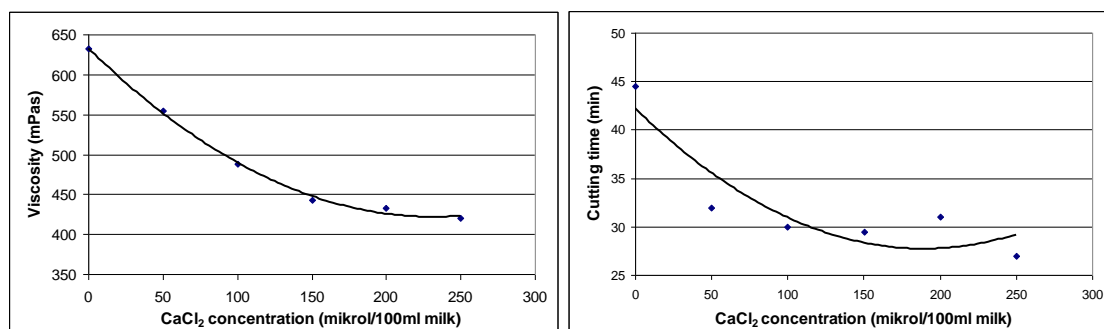 650
600
550
500
450
400
350
Viscosity (mPas)
0 50 100 150 200 250 300
CaCl₂ concentration (mikrol/100ml milk)
50
45
40
35
30
25
Cutting time (min)
0 50 100 150 200 250 300
CaCl₂ concentration (mikrol/100ml milk)